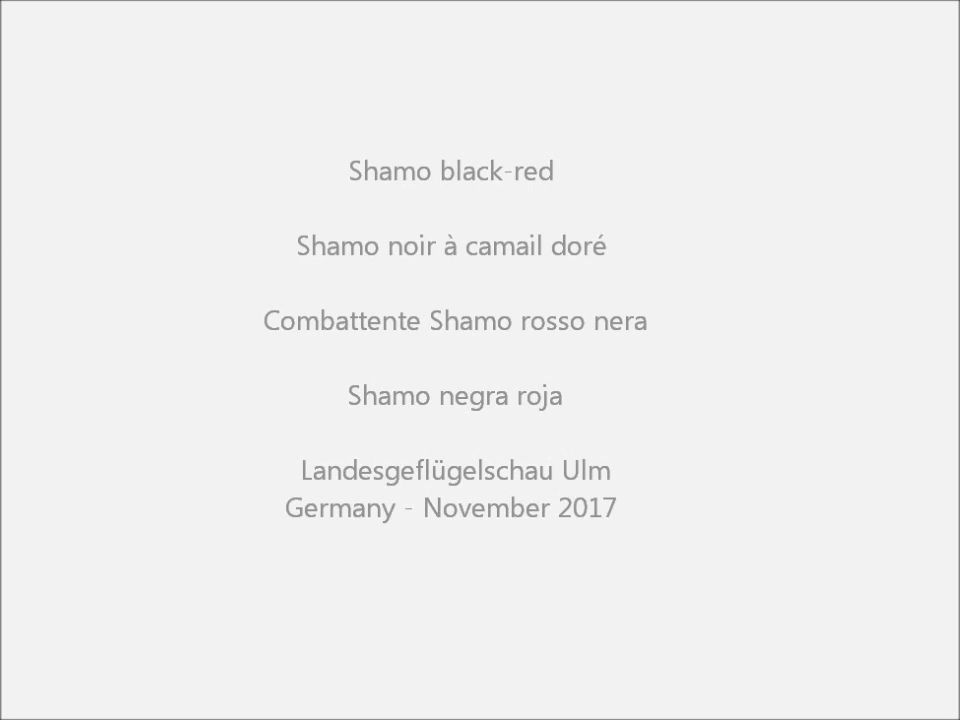 Shamo black-red
Shamo noir à camail doré
Combattente Shamo rosso nera
Shamo negra roja
Landesgeflügelschau Ulm
Germany - November 2017